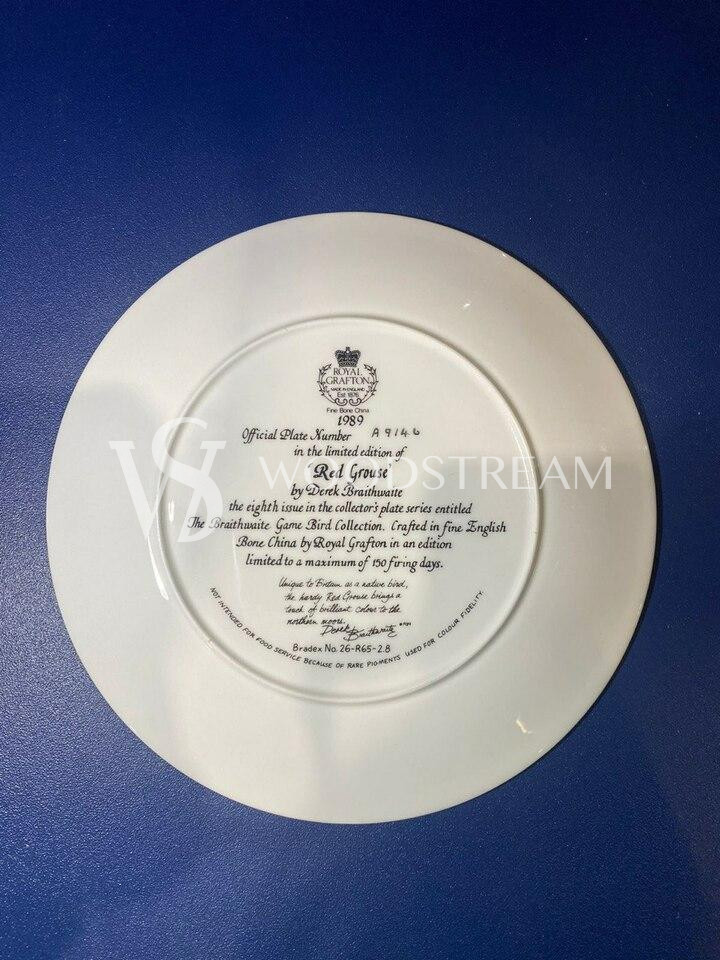 ROYAL
GRAFTON
MADE IN ENGLAND
Est 1876
Fine Bone China
1989
Official Plate Number A9146
in the limited edition of
"Red Grouse"
by Derek Braithwaite
the eighth issue in the collector's plate series entitled
The Braithwaite Game Bird Collection. Crafted in fine English
Bone China by Royal Grafton in an edition
limited to a maximum of 150 firing days.
Unique to Britain as a native bird,
the hardy Red Grouse brings a
touch of brilliant colour to the
northern moors.
Derek Braithwaite
Bradex No. 26-R65-2.8
NOT INTENDED FOR FOOD SERVICE BECAUSE OF RARE PIGMENTS USED FOR COLOUR FIDELITY.
WS WOODSTREAM